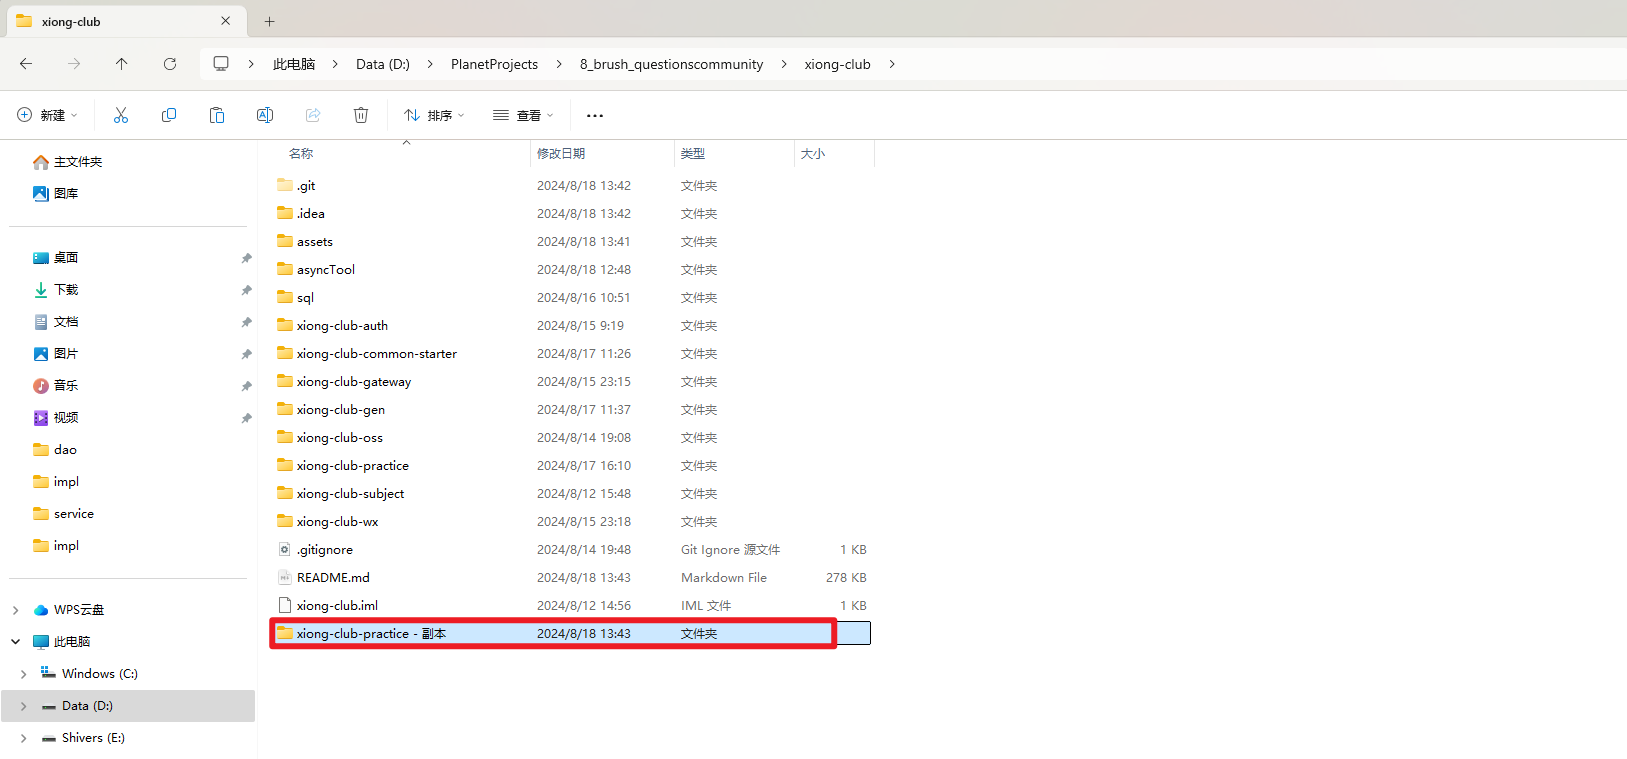 xiong-club
此电脑 Data (D:) PlanetProjects 8_brush_questionscommunity xiong-club
新建 排序 查看
主文件夹
图库
桌面
下载
文档
图片
音乐
视频
dao
impl
service
impl
WPS云盘
此电脑
Windows (C:)
Data (D:)
Shivers (E:)
名称 修改日期 类型 大小
.git 2024/8/18 13:42 文件夹
.idea 2024/8/18 13:42 文件夹
assets 2024/8/18 13:41 文件夹
asyncTool 2024/8/18 12:48 文件夹
sql 2024/8/16 10:51 文件夹
xiong-club-auth 2024/8/15 9:19 文件夹
xiong-club-common-starter 2024/8/17 11:26 文件夹
xiong-club-gateway 2024/8/15 23:15 文件夹
xiong-club-gen 2024/8/17 11:37 文件夹
xiong-club-oss 2024/8/14 19:08 文件夹
xiong-club-practice 2024/8/17 16:10 文件夹
xiong-club-subject 2024/8/12 15:48 文件夹
xiong-club-wx 2024/8/15 23:18 文件夹
.gitignore 2024/8/14 19:48 Git Ignore 源文件 1 KB
README.md 2024/8/18 13:43 Markdown File 278 KB
xiong-club.iml 2024/8/12 14:56 IML 文件 1 KB
xiong-club-practice - 副本 2024/8/18 13:43 文件夹